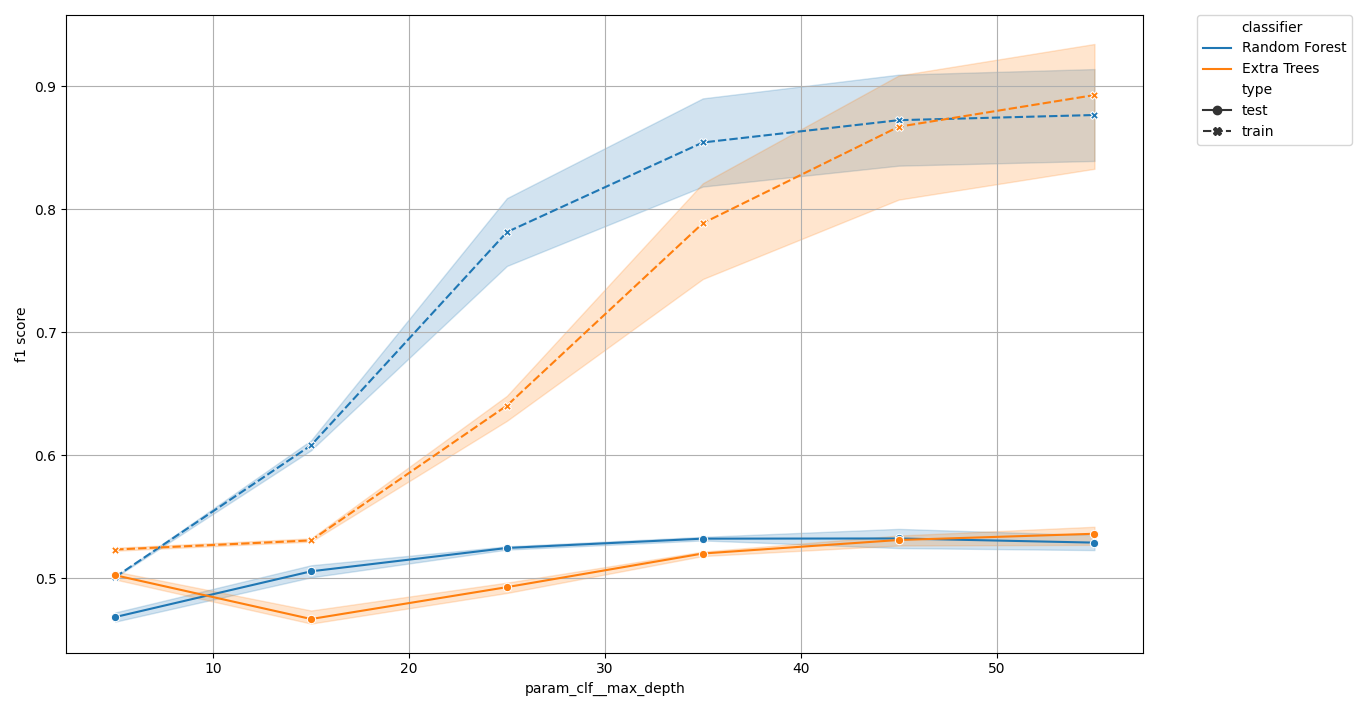 classifier
Random Forest
Extra Trees
type
test
train
f1 score
0.9
0.8
0.7
0.6
0.5
10 20 30 40 50
param_clf__max_depth